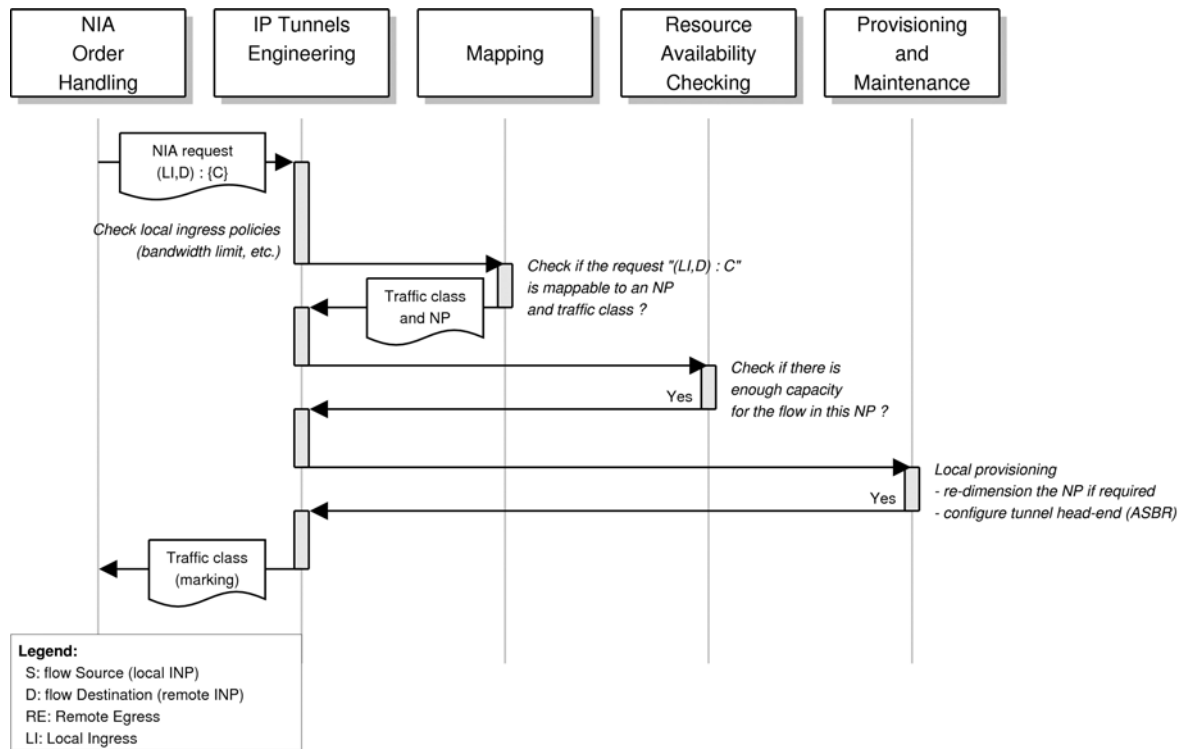 NIA
Order
Handling
IP Tunnels
Engineering
Mapping
Resource
Availability
Checking
Provisioning
and
Maintenance
NIA request
(LI,D) : {C}
Check local ingress policies
(bandwidth limit, etc.)
Check if the request "(LI,D) : C"
is mappable to an NP
and traffic class ?
Traffic class
and NP
Check if there is
enough capacity
for the flow in this NP ?
Yes
Local provisioning
- re-dimension the NP if required
- configure tunnel head-end (ASBR)
Yes
Traffic class
(marking)
Legend:
S: flow Source (local INP)
D: flow Destination (remote INP)
RE: Remote Egress
LI: Local Ingress